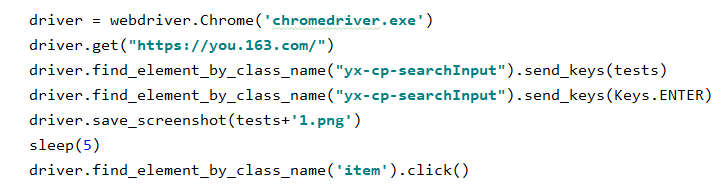 driver = webdriver.Chrome('chromedriver.exe')
driver.get("https://you.163.com/")
driver.find_element_by_class_name("yx-cp-searchInput").send_keys(tests)
driver.find_element_by_class_name("yx-cp-searchInput").send_keys(Keys.ENTER)
driver.save_screenshot(tests+'1.png')
sleep(5)
driver.find_element_by_class_name('item').click()